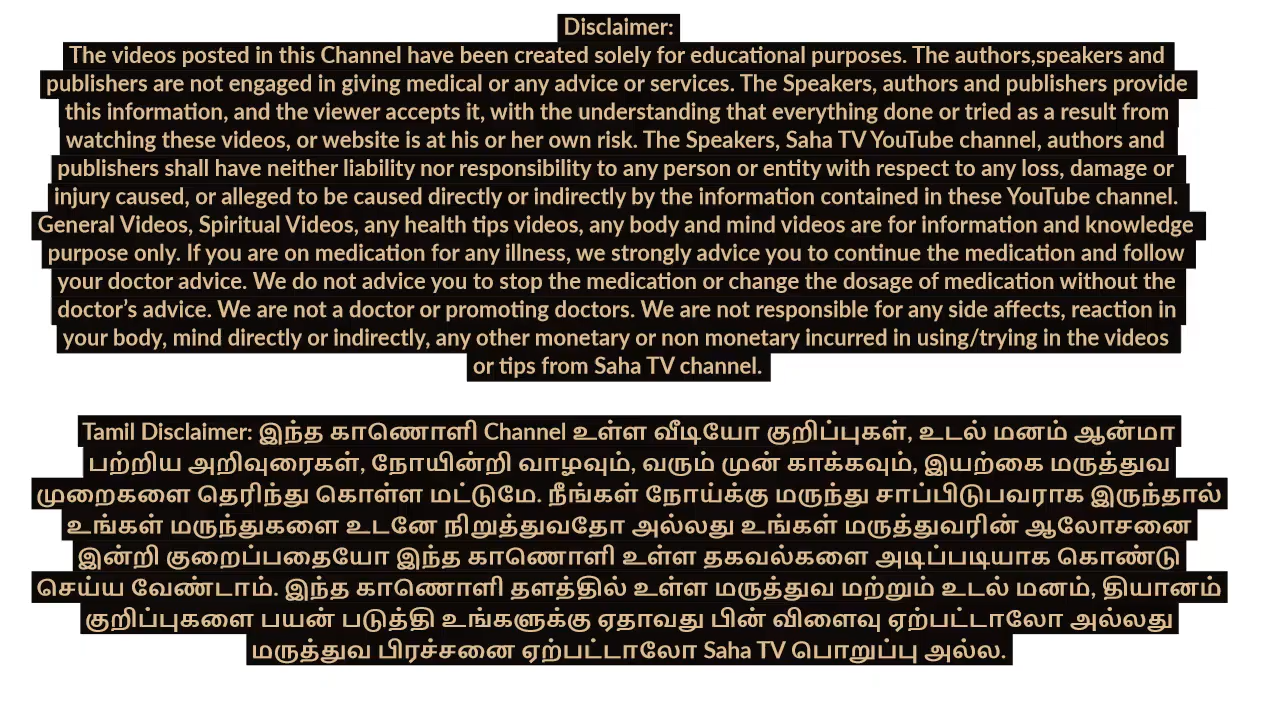 Disclaimer:
The videos posted in this Channel have been created solely for educational purposes. The authors,speakers and
publishers are not engaged in giving medical or any advice or services. The Speakers, authors and publishers provide
this information, and the viewer accepts it, with the understanding that everything done or tried as a result from
watching these videos, or website is at his or her own risk. The Speakers, Saha TV YouTube channel, authors and
publishers shall have neither liability nor responsibility to any person or entity with respect to any loss, damage or
injury caused, or alleged to be caused directly or indirectly by the information contained in these YouTube channel.
General Videos, Spiritual Videos, any health tips videos, any body and mind videos are for information and knowledge
purpose only. If you are on medication for any illness, we strongly advice you to continue the medication and follow
your doctor advice. We do not advice you to stop the medication or change the dosage of medication without the
doctor’s advice. We are not a doctor or promoting doctors. We are not responsible for any side affects, reaction in
your body, mind directly or indirectly, any other monetary or non monetary incurred in using/trying in the videos
or tips from Saha TV channel.
Tamil Disclaimer: இந்த காணொளி Channel உள்ள வீடியோ குறிப்புகள், உடல் மனம் ஆன்மா
பற்றிய அறிவுரைகள், நோயின்றி வாழவும், வரும் முன் காக்கவும், இயற்கை மருத்துவ
முறைகளை தெரிந்து கொள்ள மட்டுமே. நீங்கள் நோய்க்கு மருந்து சாப்பிடுபவராக இருந்தால்
உங்கள் மருந்துகளை உடனே நிறுத்துவதோ அல்லது உங்கள் மருத்துவரின் ஆலோசனை
இன்றி குறைப்பதையோ இந்த காணொளி உள்ள தகவல்களை அடிப்படியாக கொண்டு
செய்ய வேண்டாம். இந்த காணொளி தளத்தில் உள்ள மருத்துவ மற்றும் உடல் மனம், தியானம்
குறிப்புகளை பயன் படுத்தி உங்களுக்கு ஏதாவது பின் விளைவு ஏற்பட்டாலோ அல்லது
மருத்துவ பிரச்சனை ஏற்பட்டாலோ Saha TV பொறுப்பு அல்ல.